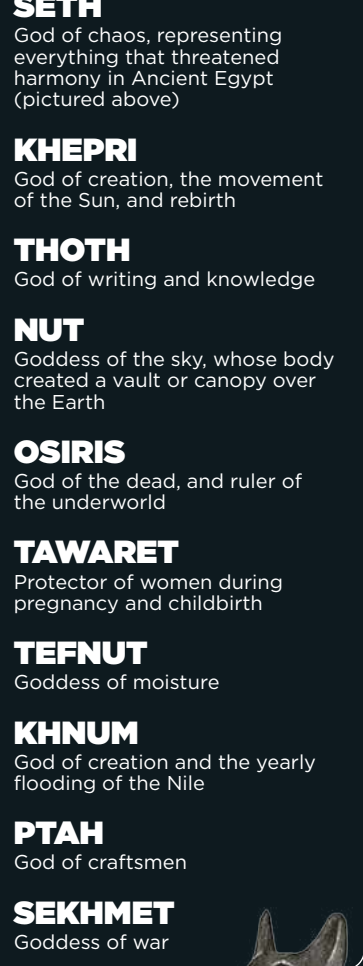 SETH
God of chaos, representing
everything that threatened
harmony in Ancient Egypt
(pictured above)
KHEPRI
God of creation, the movement
of the Sun, and rebirth
THOTH
God of writing and knowledge
NUT
Goddess of the sky, whose body
created a vault or canopy over
the Earth
OSIRIS
God of the dead, and ruler of
the underworld
TAWARET
Protector of women during
pregnancy and childbirth
TEFNUT
Goddess of moisture
KHNUM
God of creation and the yearly
flooding of the Nile
PTAH
God of craftsmen
SEKHMET
Goddess of war